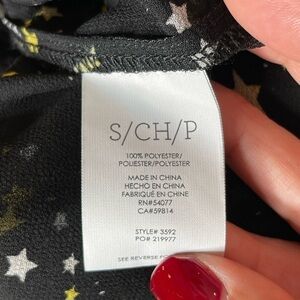 S/CH/P
100% POLYESTER/
POLIESTER/POLYESTER
MADE IN CHINA
HECHO EN CHINA
FABRIQUÉ EN CHINE
RN#54077
CA#59814
STYLE# 3592
PO# 219977
SEE REVERSE FOR